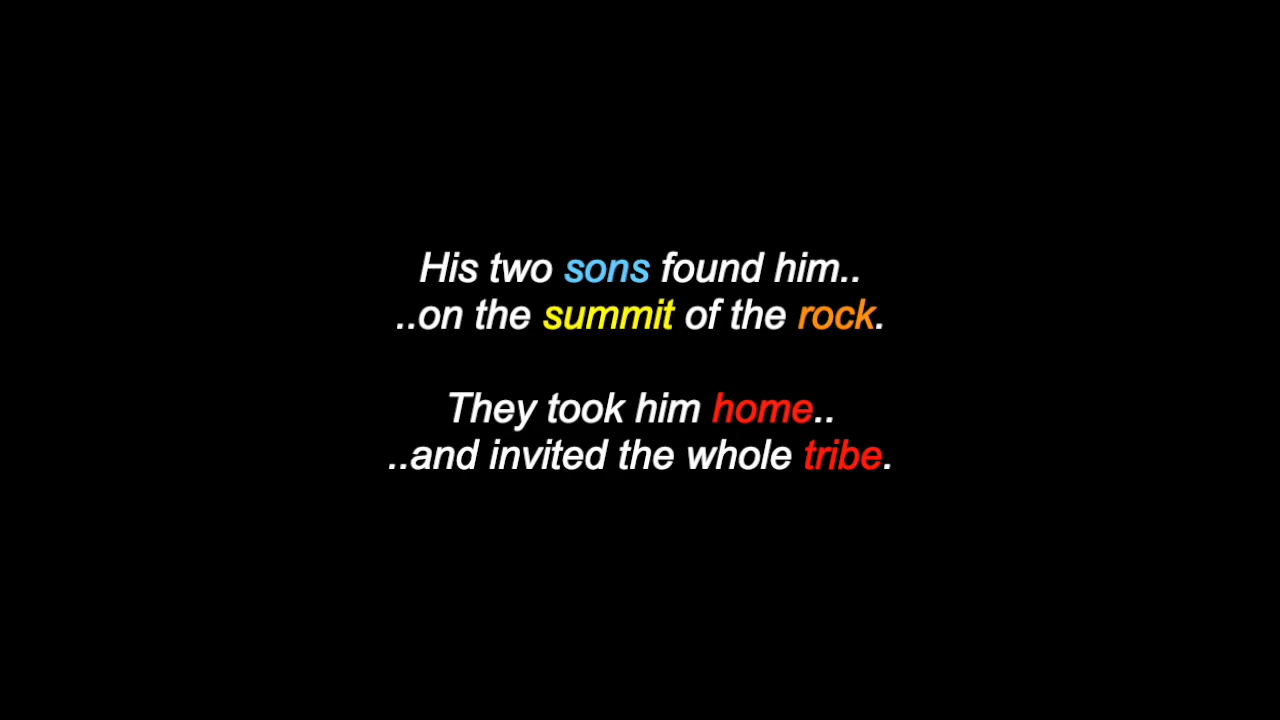 His two sons found him..
..on the summit of the rock.
They took him home..
..and invited the whole tribe.